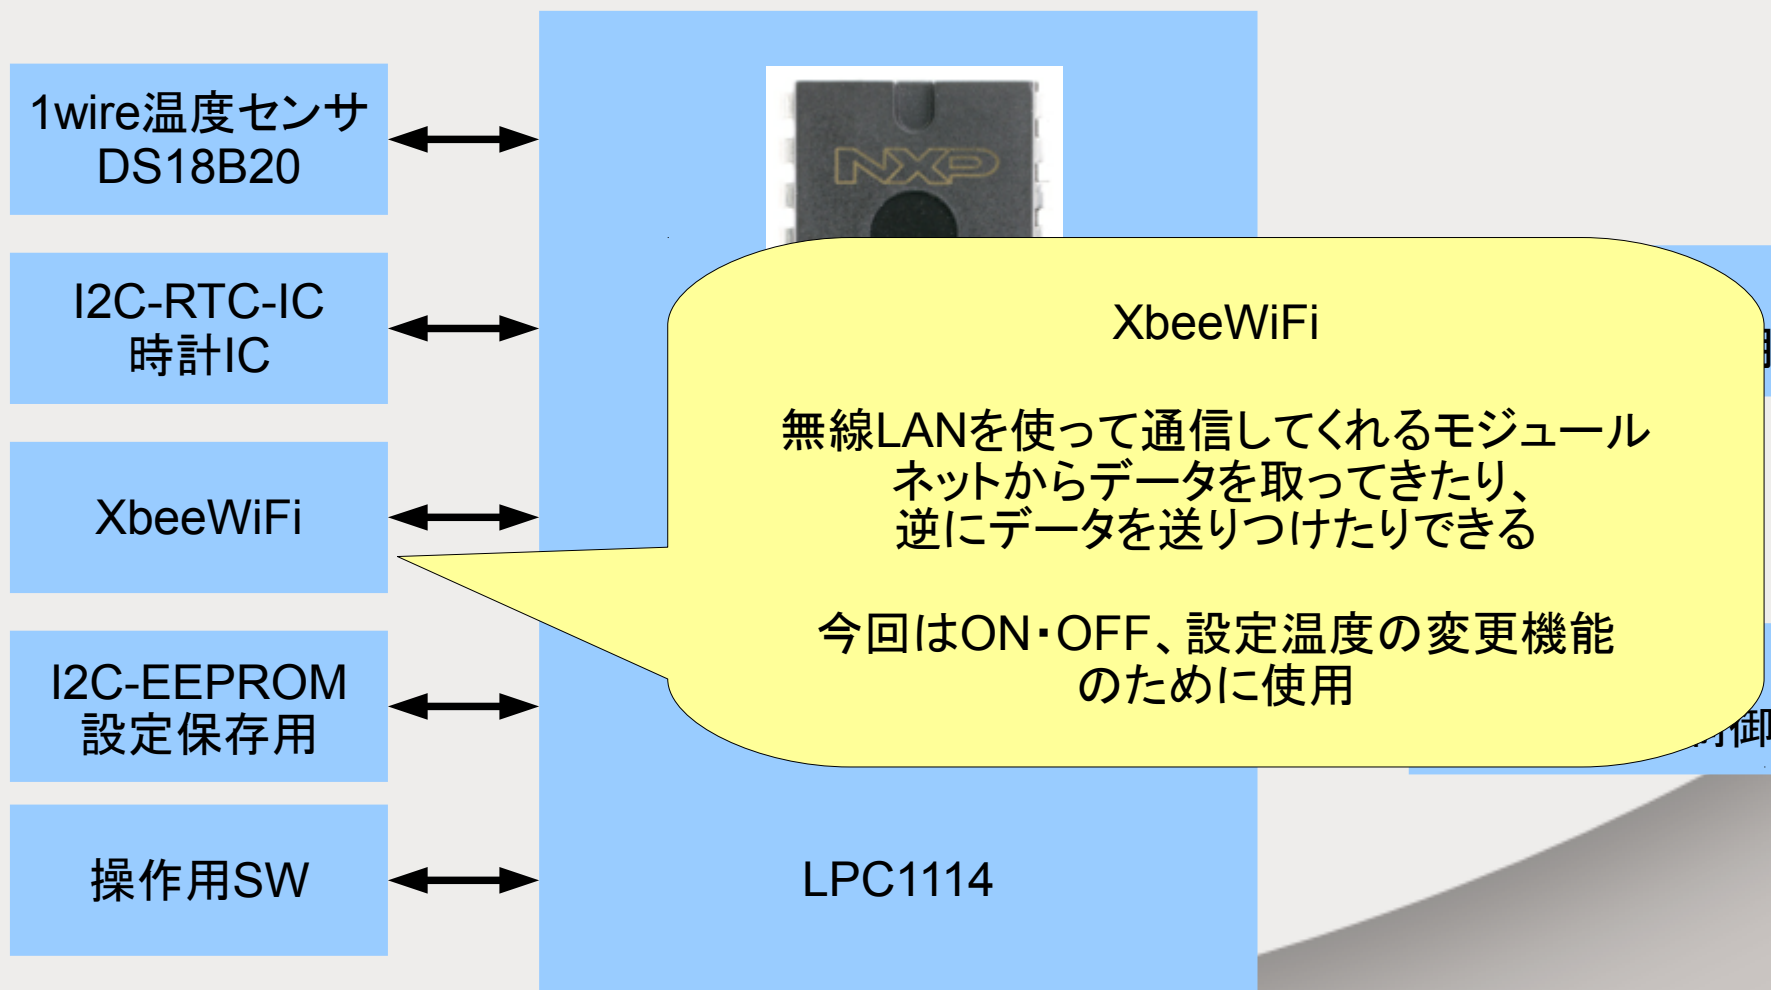 1wire温度センサ
DS18B20
NXP
I2C-RTC-IC
時計IC
XbeeWiFi
I2C-EEPROM
設定保存用
操作用SW
XbeeWiFi
無線LANを使って通信してくれるモジュール
ネットからデータを取ってきたり、
逆にデータを送りつけたりできる
今回はON・OFF、設定温度の変更機能
のために使用
LPC1114